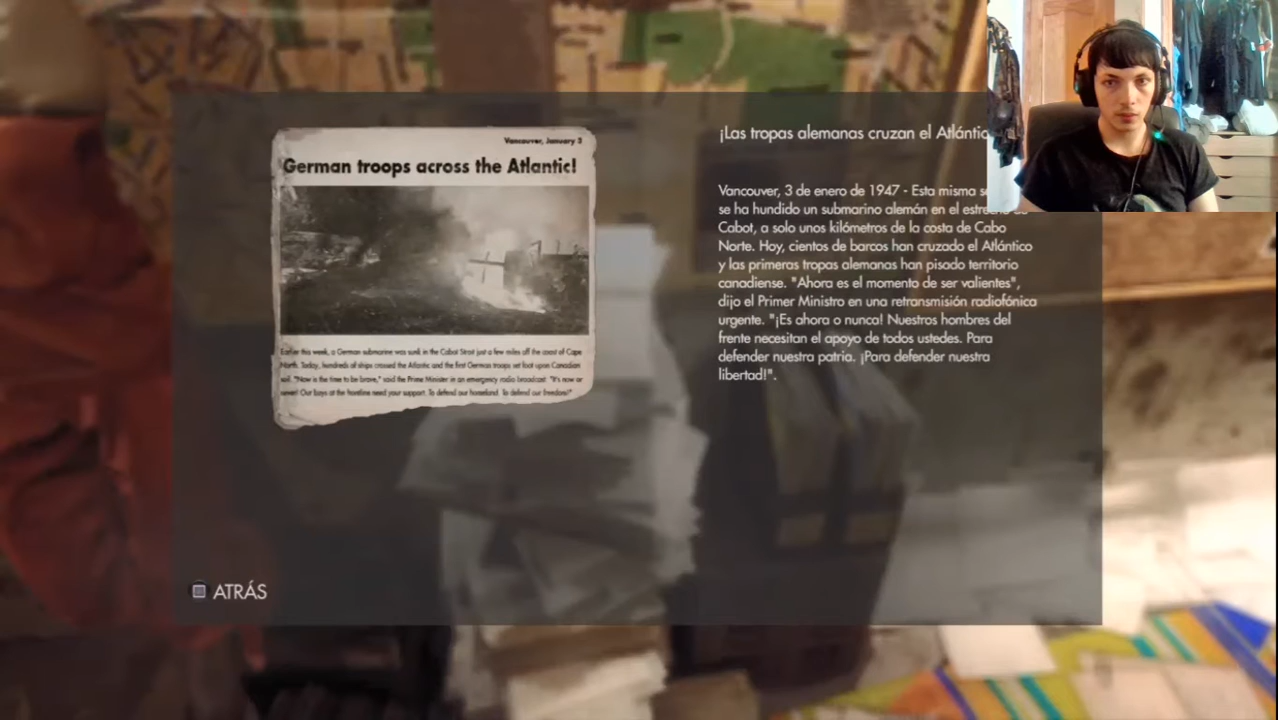 Vancouver, January 3
German troops across the Atlantic!
Earlier this week, a German submarine was sunk in the Cabot Strait just a few miles off the coast of Cape
North. Today, hundreds of ships crossed the Atlantic and the first German troops set foot upon Canadian
soil. "Now is the time to be brave," said the Prime Minister in an emergency radio broadcast. "It's now or
never! Our boys at the frontline need your support. To defend our homeland. To defend our freedom!"
¡Las tropas alemanas cruzan el Atlántic
Vancouver, 3 de enero de 1947 - Esta misma s
se ha hundido un submarino alemán en el estrecho de
Cabot, a solo unos kilómetros de la costa de Cabo
Norte. Hoy, cientos de barcos han cruzado el Atlántico
y las primeras tropas alemanas han pisado territorio
canadiense. "Ahora es el momento de ser valientes",
dijo el Primer Ministro en una retransmisión radiofónica
urgente. "¡Es ahora o nunca! Nuestros hombres del
frente necesitan el apoyo de todos ustedes. Para
defender nuestra patria. ¡Para defender nuestra
libertad!".
ATRÁS